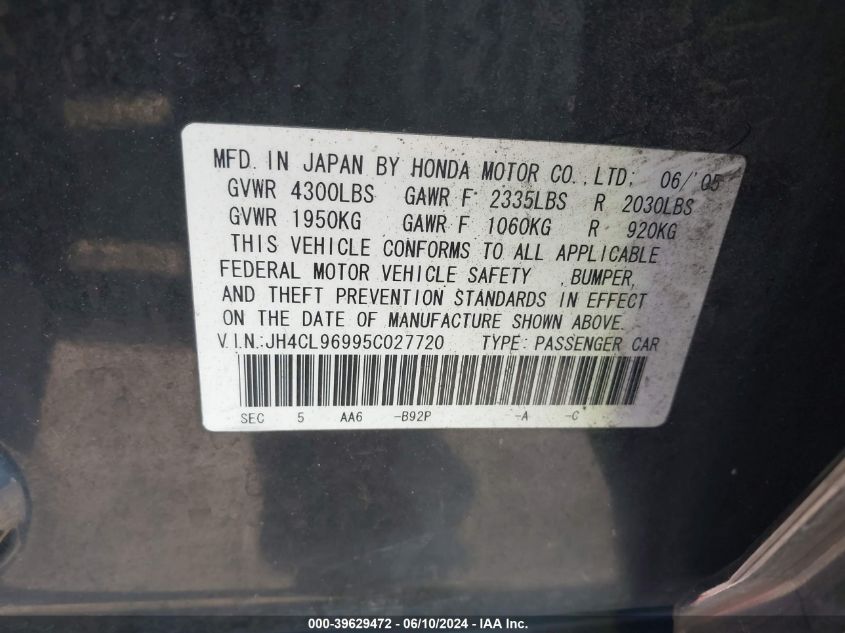 MFD. IN JAPAN BY HONDA MOTOR CO.,LTD; 06/'05
GVWR 4300LBS GAWR F 2335LBS R 2030LBS
GVWR 1950KG GAWR F 1060KG R 920KG
THIS VEHICLE CONFORMS TO ALL APPLICABLE
FEDERAL MOTOR VEHICLE SAFETY , BUMPER,
AND THEFT PREVENTION STANDARDS IN EFFECT
ON THE DATE OF MANUFACTURE SHOWN ABOVE.
V.I.N.:JH4CL96995C027720 TYPE: PASSENGER CAR
SEC 5 AA6 -B92P -A -C
000-39629472 - 06/10/2024 - IAA Inc.